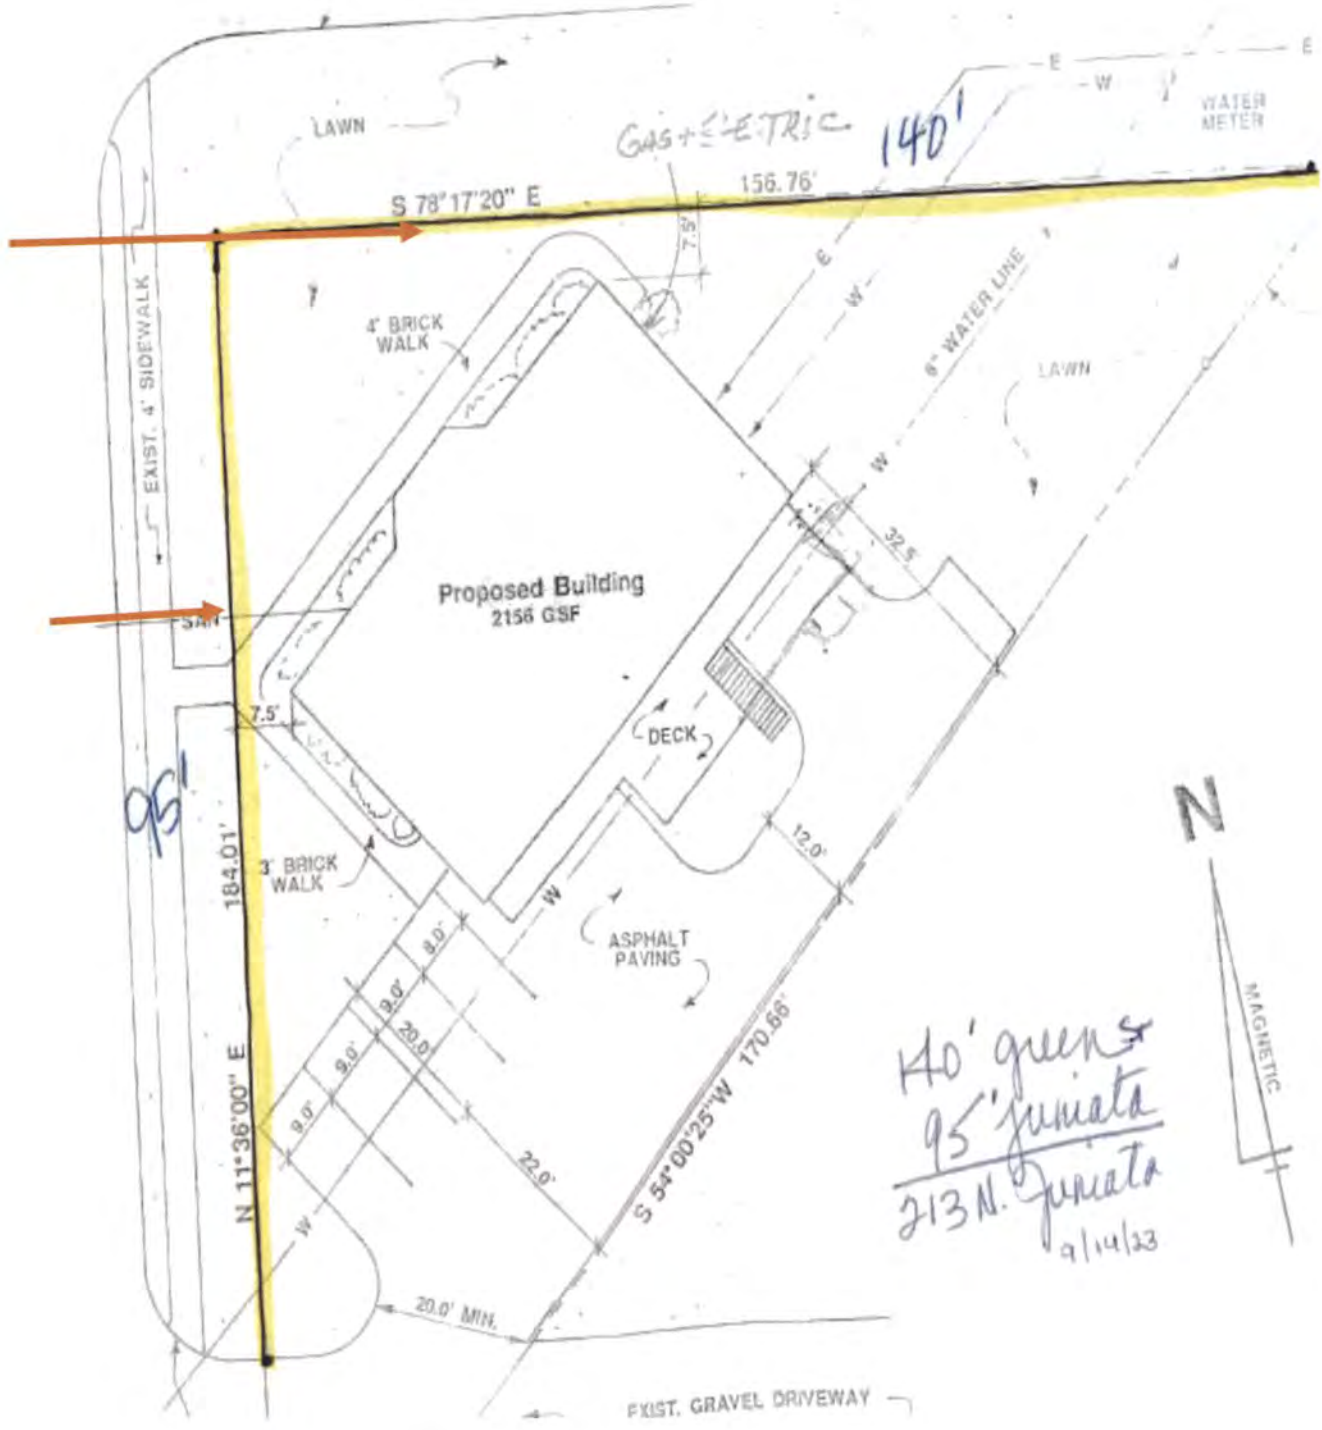 LAWN
GAS +
140'
E
E
W
WATER
METER
S 78°17'20" E
156.76'
7.5'
EXIST. 4' SIDEWALK
4' BRICK
WALK
E
W
8" WATER LINE
LAWN
W
32.5'
Proposed Building
2156 GSF
SAN
7.5'
DECK
95'
184.01'
3' BRICK
WALK
12.0'
N
W
ASPHALT
PAVING
8.0'
9.0'
20.0'
9.0'
9.0'
22.0'
MAGNETIC
N 11°36'00" E
S 54°00'25" W 170.66'
140' green st
95' Juniata
213 N. Juniata
9/14/23
W
20.0' MIN.
EXIST. GRAVEL DRIVEWAY